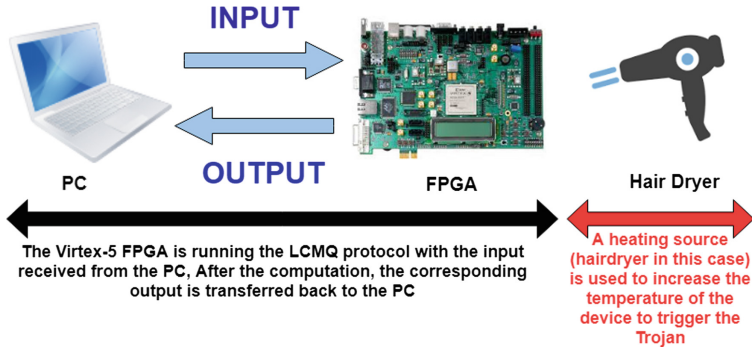 INPUT
OUTPUT
PC
FPGA
Hair Dryer
The Virtex-5 FPGA is running the LCMQ protocol with the input
received from the PC, After the computation, the corresponding
output is transferred back to the PC
A heating source
(hairdryer in this case)
is used to increase the
temperature of the
device to trigger the
Trojan